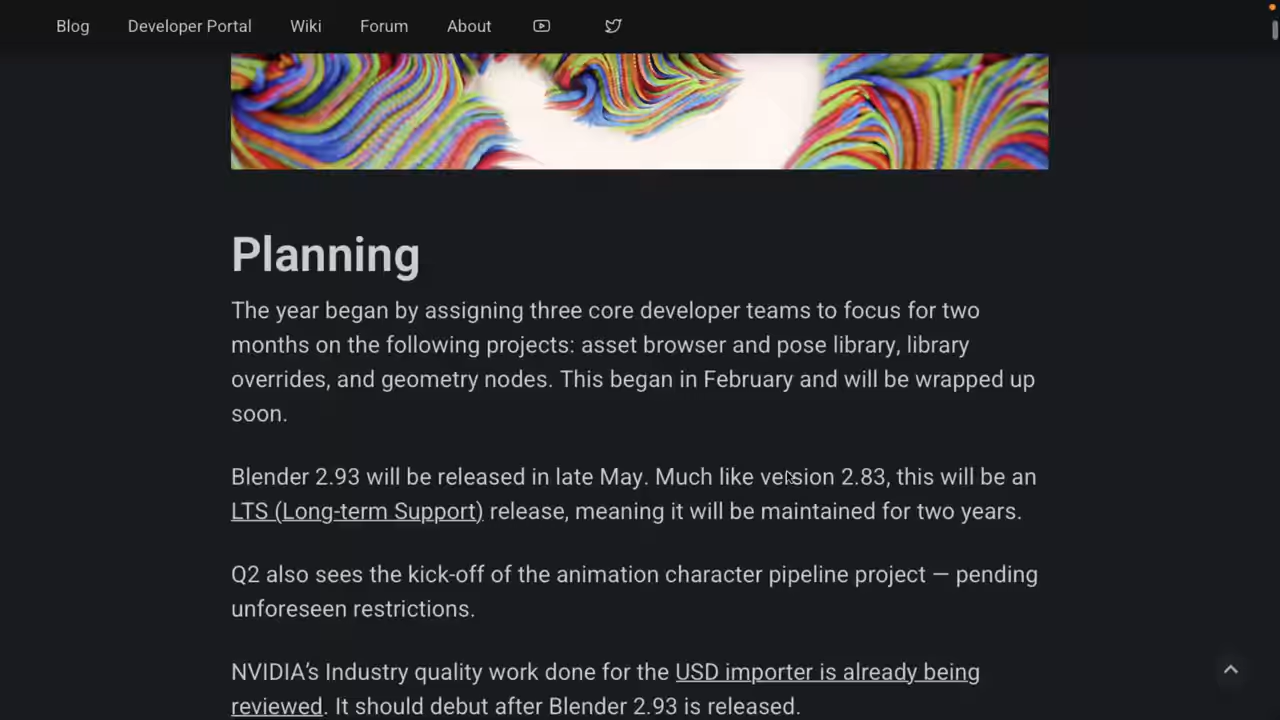 Blog Developer Portal Wiki Forum About
Planning
The year began by assigning three core developer teams to focus for two
months on the following projects: asset browser and pose library, library
overrides, and geometry nodes. This began in February and will be wrapped up
soon.
Blender 2.93 will be released in late May. Much like version 2.83, this will be an
LTS (Long-term Support) release, meaning it will be maintained for two years.
Q2 also sees the kick-off of the animation character pipeline project — pending
unforeseen restrictions.
NVIDIA’s Industry quality work done for the USD importer is already being
reviewed. It should debut after Blender 2.93 is released.